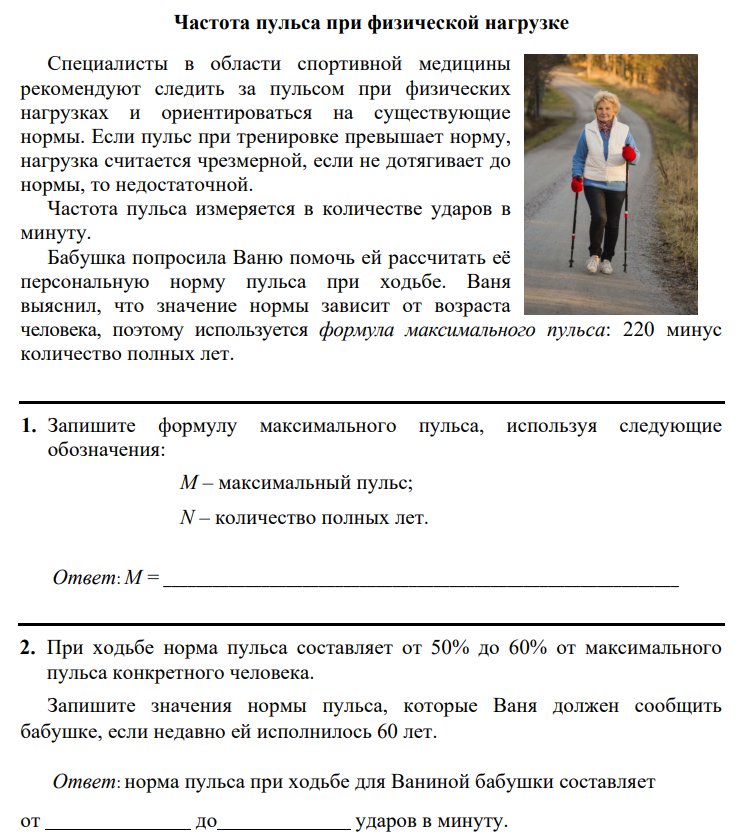 Частота пульса при физической нагрузке
Специалисты в области спортивной медицины
рекомендуют следить за пульсом при физических
нагрузках и ориентироваться на существующие
нормы. Если пульс при тренировке превышает норму,
нагрузка считается чрезмерной, если не дотягивает до
нормы, то недостаточной.
Частота пульса измеряется в количестве ударов в
минуту.
Бабушка попросила Ваню помочь ей рассчитать её
персональную норму пульса при ходьбе. Ваня
выяснил, что значение нормы зависит от возраста
человека, поэтому используется формула максимального пульса: 220 минус
количество полных лет.
1. Запишите формулу максимального пульса, используя следующие
обозначения:
M – максимальный пульс;
N – количество полных лет.
Ответ: M = ____________________
2. При ходьбе норма пульса составляет от 50% до 60% от максимального
пульса конкретного человека.
Запишите значения нормы пульса, которые Ваня должен сообщить
бабушке, если недавно ей исполнилось 60 лет.
Ответ: норма пульса при ходьбе для Ваниной бабушки составляет
от ______________ до_____________ ударов в минуту.